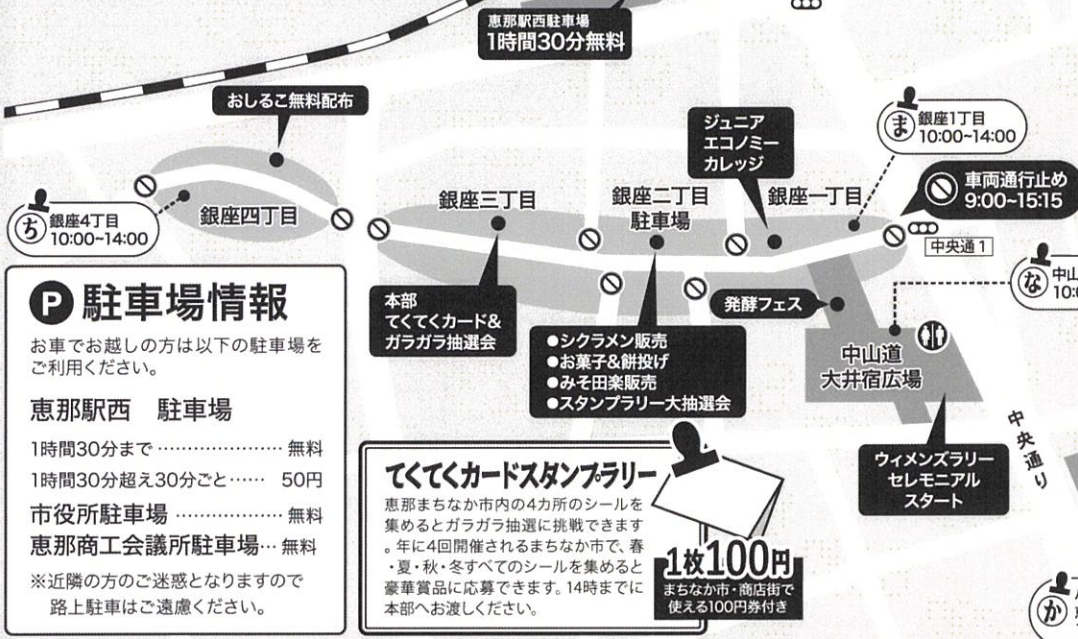 恵那駅西駐車場
1時間30分無料
おしるこ無料配布
ジュニア
エコノミー
カレッジ
ま
銀座1丁目
10:00~14:00
車両通行止め
9:00~15:15
ち
銀座4丁目
10:00~14:00
銀座四丁目
銀座三丁目
銀座二丁目
駐車場
銀座一丁目
中央通1
な
中山
10:
本部
てくてくカード&
ガラガラ抽選会
発酵フェス
●シクラメン販売
●お菓子&餅投げ
●みそ田楽販売
●スタンプラリー大抽選会
中山道
大井宿広場
中央通り
ウィメンズラリー
セレモニアル
スタート
P 駐車場情報
お車でお越しの方は以下の駐車場を
ご利用ください。
恵那駅西 駐車場
1時間30分まで………………… 無料
1時間30分超え30分ごと…… 50円
市役所駐車場……………… 無料
恵那商工会議所駐車場… 無料
※近隣の方のご迷惑となりますので
路上駐車はご遠慮ください。
てくてくカードスタンプラリー
恵那まちなか市内の4カ所のシールを
集めるとガラガラ抽選に挑戦できます
。年に4回開催されるまちなか市で、春
・夏・秋・冬すべてのシールを集めると
豪華賞品に応募できます。14時までに
本部へお渡しください。
1枚100円
まちなか市・商店街で
使える100円券付き
か